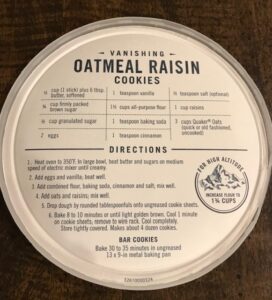 VANISHING
OATMEAL RAISIN
COOKIES
½ cup (1 stick) plus 6 tbsp. butter, softened
¾ cup firmly packed brown sugar
½ cup granulated sugar
2 eggs
1 teaspoon vanilla
1½ cups all-purpose flour
1 teaspoon baking soda
1 teaspoon cinnamon
½ teaspoon salt (optional)
1 cup raisins
3 cups Quaker® Oats (quick or old fashioned, uncooked)
DIRECTIONS
1. Heat oven to 350°F. In large bowl, beat butter and sugars on medium
speed of electric mixer until creamy.
2. Add eggs and vanilla; beat well.
3. Add combined flour, baking soda, cinnamon and salt; mix well.
4. Add oats and raisins; mix well.
5. Drop dough by rounded tablespoonfuls onto ungreased cookie sheets.
6. Bake 8 to 10 minutes or until light golden brown. Cool 1 minute
on cookie sheets, remove to wire rack. Cool completely.
Store tightly covered. Makes about 4 dozen cookies.
FOR HIGH ALTITUDE
INCREASE FLOUR TO
1¾ CUPS
BAR COOKIES
Bake 30 to 35 minutes in ungreased
13 x 9-in metal baking pan